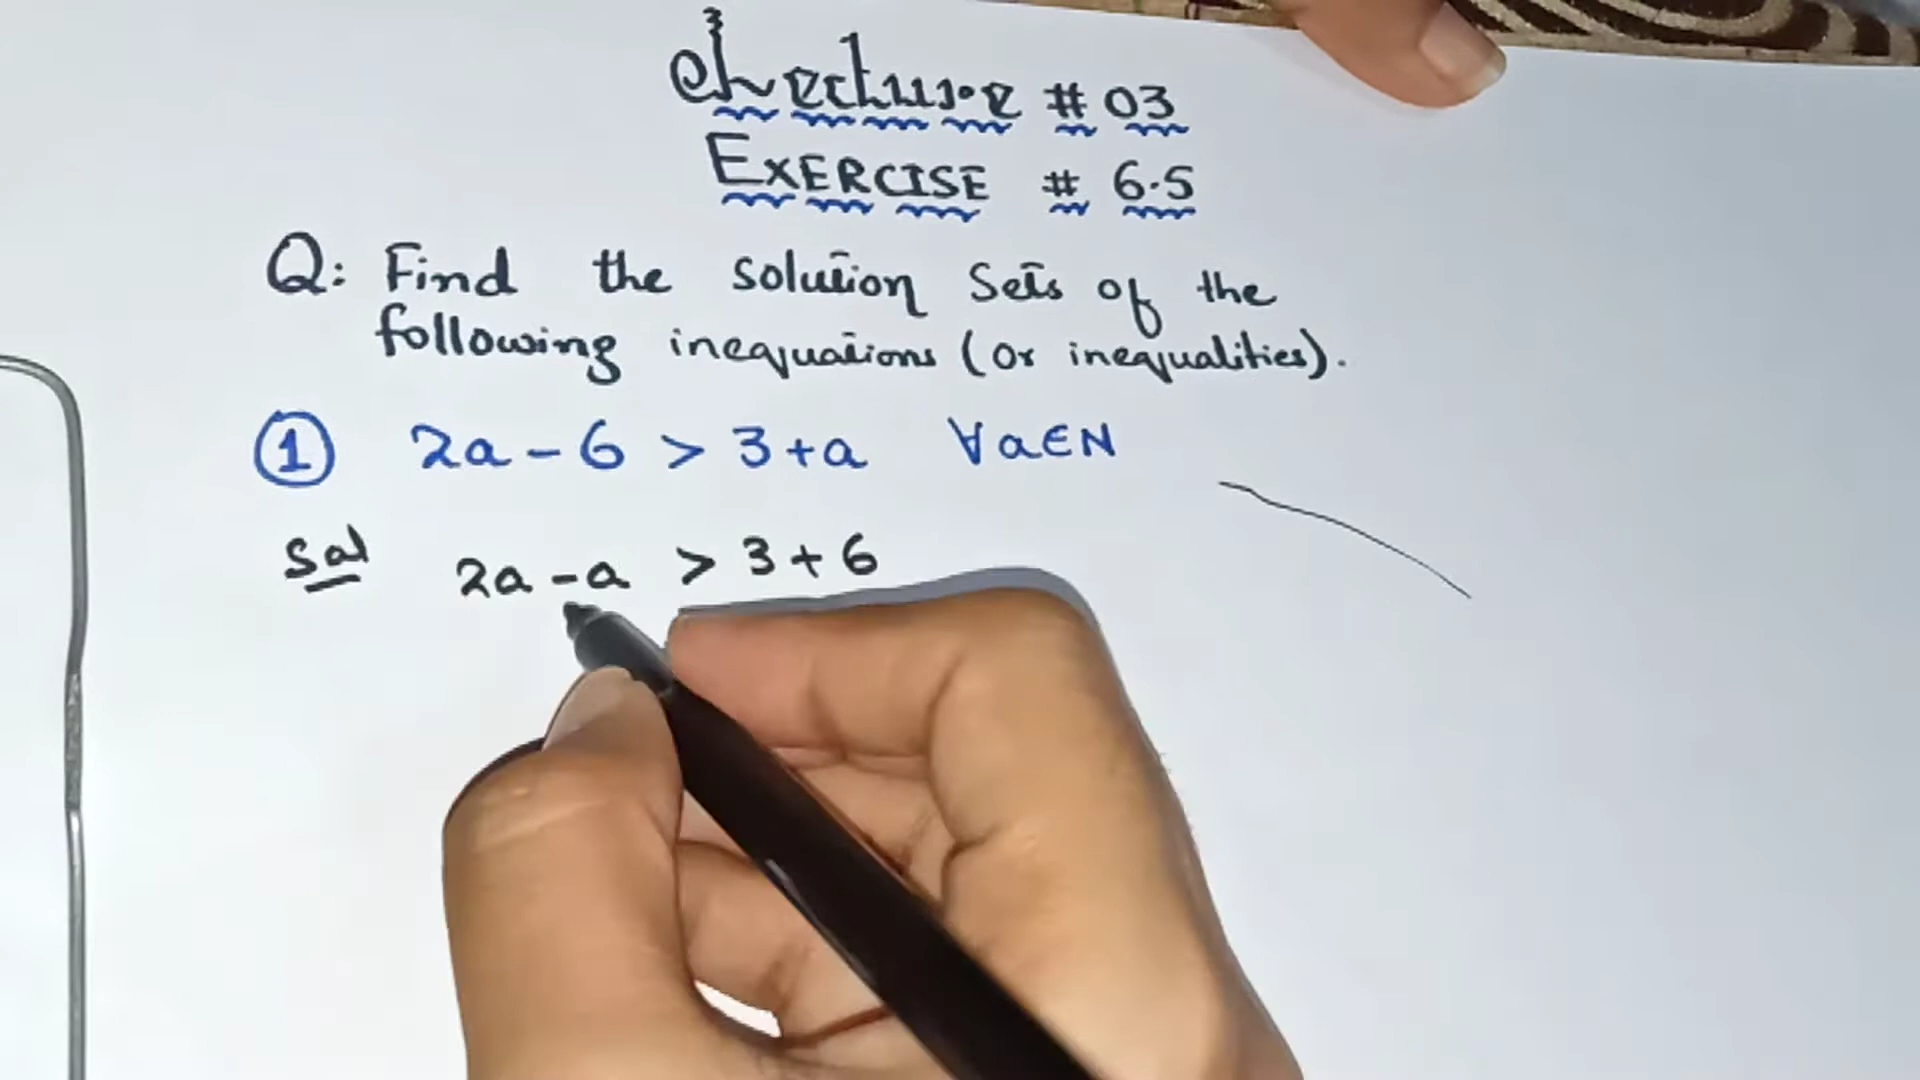 Lecture # 03
EXERCISE # 6.5
Q: Find the solution sets of the
following inequations (or inequalities).
① 2a - 6 > 3 + a ∀ a ∈ N
Sol 2a - a > 3 + 6